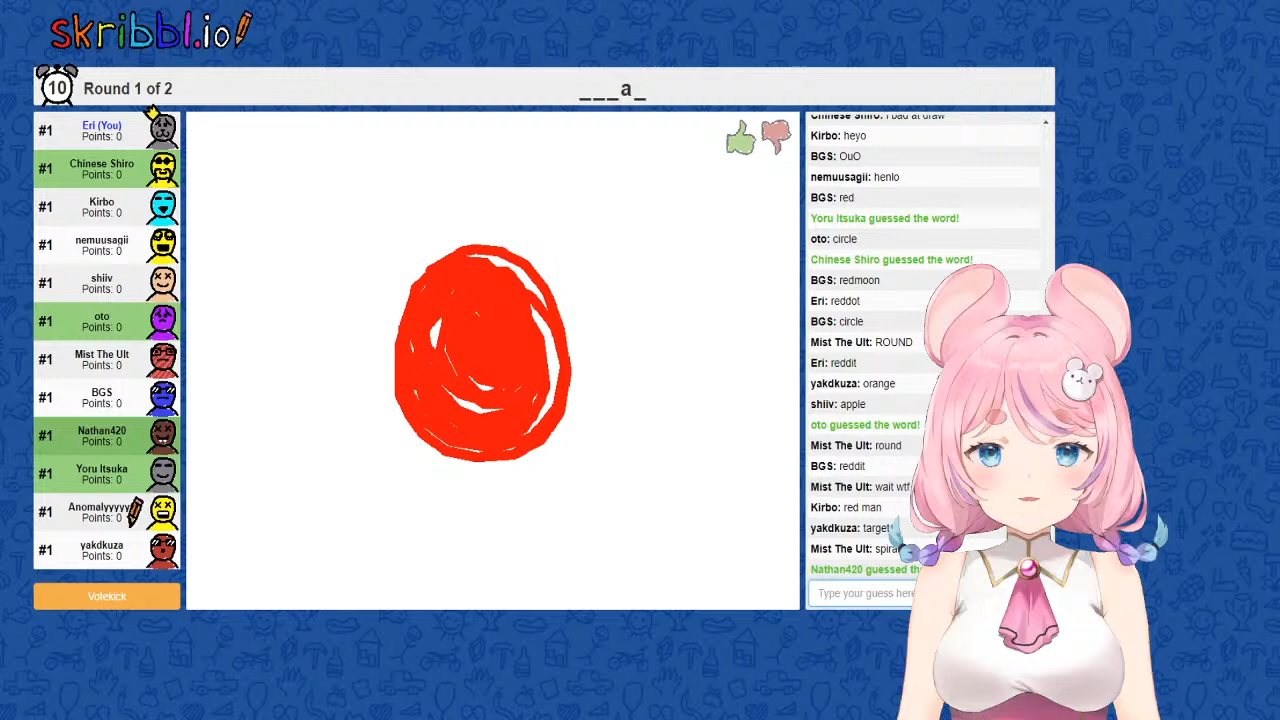 skribbl.io
10
Round 1 of 2
___a_
#1
Eri (You)
Points: 0
#1
Chinese Shiro
Points: 0
#1
Kirbo
Points: 0
#1
nemuusagii
Points: 0
#1
shiiv
Points: 0
#1
oto
Points: 0
#1
Mist The Ult
Points: 0
#1
BGS
Points: 0
#1
Nathan420
Points: 0
#1
Yoru Itsuka
Points: 0
#1
Anomalyyyyy
Points: 0
#1
yakdkuza
Points: 0
Votekick
Chinese Shiro: I bad at draw
Kirbo: heyo
BGS: OuO
nemuusagii: henlo
BGS: red
Yoru Itsuka guessed the word!
oto: circle
Chinese Shiro guessed the word!
BGS: redmoon
Eri: reddot
BGS: circle
Mist The Ult: ROUND
Eri: reddit
yakdkuza: orange
shiiv: apple
oto guessed the word!
Mist The Ult: round
BGS: reddit
Mist The Ult: wait wtf
Kirbo: red man
yakdkuza: target
Mist The Ult:
Nathan420 guessed
Type your guess here